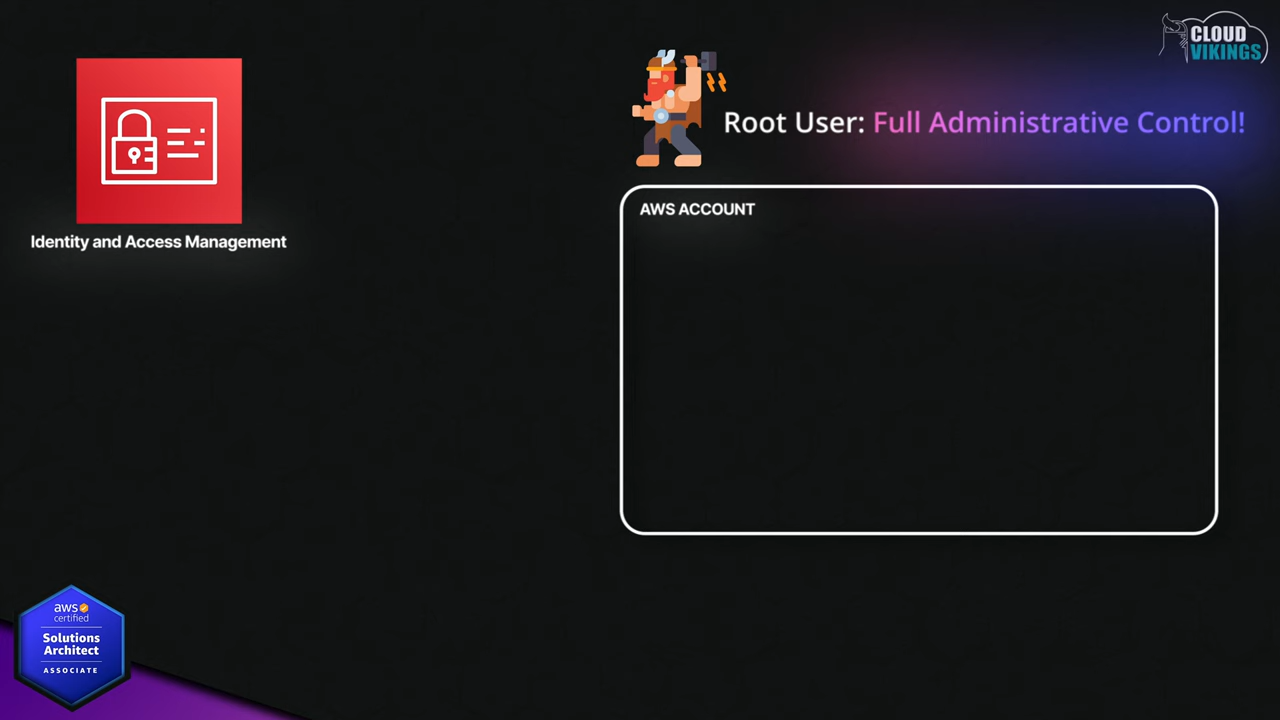 CLOUD
VIKINGS
Root User: Full Administrative Control!
AWS ACCOUNT
Identity and Access Management
aws
certified
Solutions
Architect
ASSOCIATE